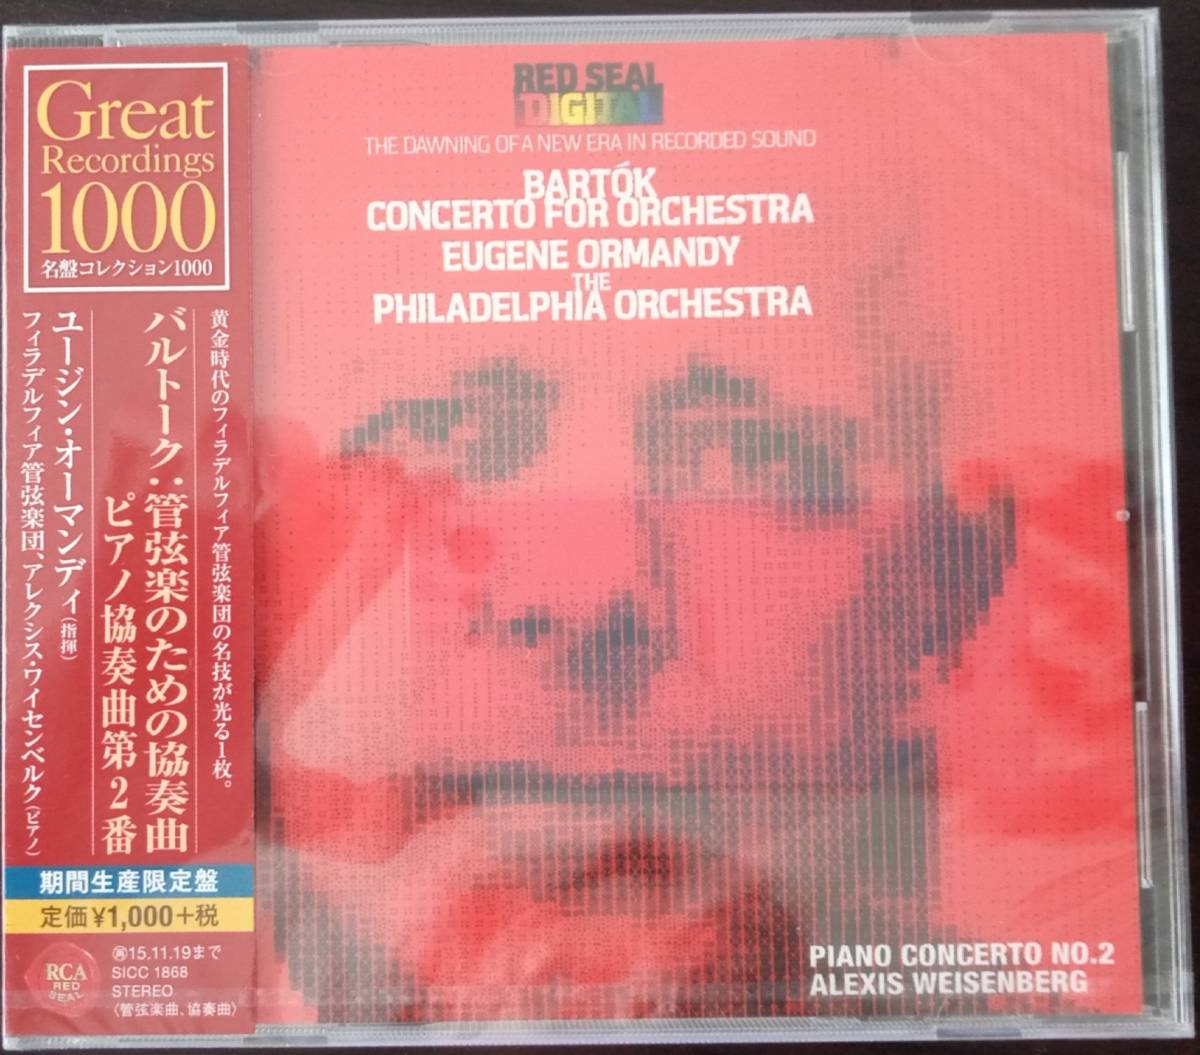 Great
Recordings
1000
名盤コレクション1000
黄金時代のフィラデルフィア管弦楽団の名技が光る1枚。
バルトーク:管弦楽のための協奏曲
ピアノ協奏曲第2番
ユージン・オーマンディ(指揮)
フィラデルフィア管弦楽団、アレクシス・ワイセンベルク(ピアノ)
期間生産限定盤
定価¥1,000+税
RCA
RED
SEAL
15.11.19まで
SICC 1868
STEREO
〈管弦楽曲、協奏曲〉
RED SEAL
DIGITAL
THE DAWNING OF A NEW ERA IN RECORDED SOUND
BARTÓK
CONCERTO FOR ORCHESTRA
EUGENE ORMANDY
THE
PHILADELPHIA ORCHESTRA
PIANO CONCERTO NO.2
ALEXIS WEISENBERG